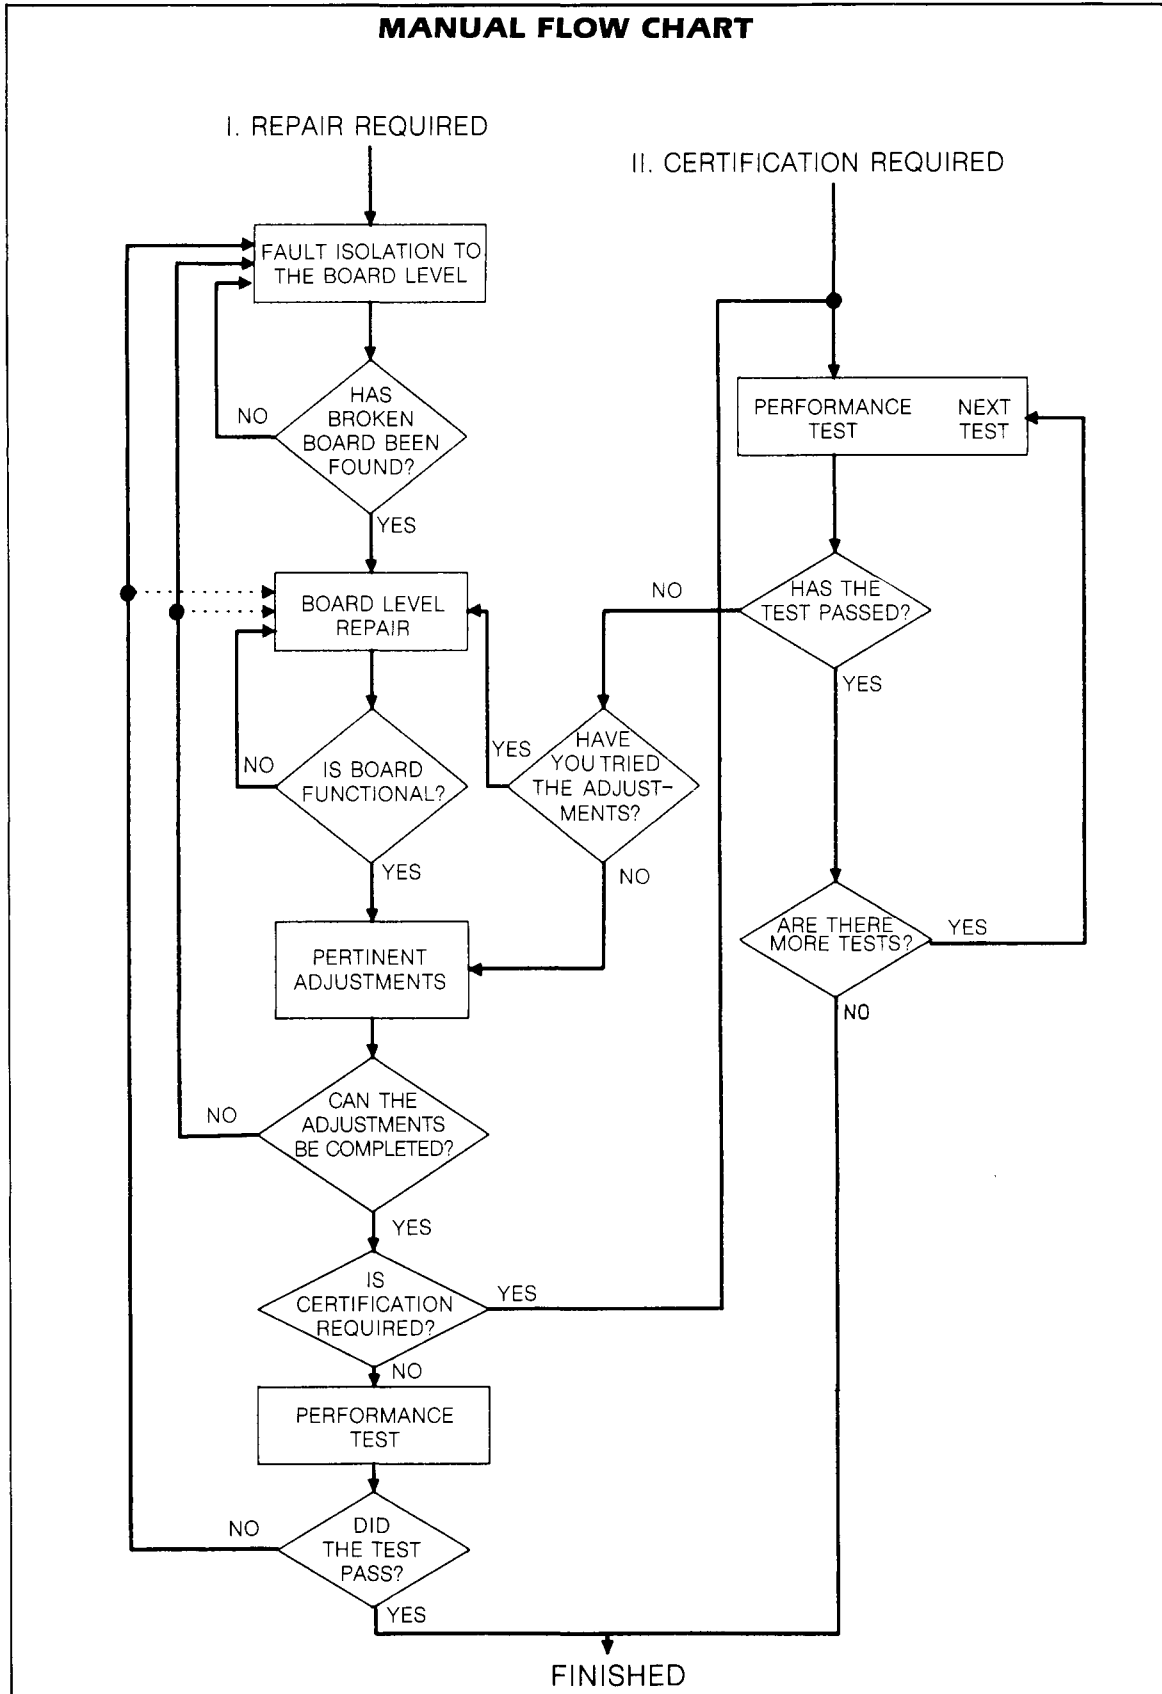 MANUAL FLOW CHART
I. REPAIR REQUIRED
FAULT ISOLATION TO
THE BOARD LEVEL
HAS
BROKEN
BOARD BEEN
FOUND?
NO
YES
BOARD LEVEL
REPAIR
IS BOARD
FUNCTIONAL?
NO
YES
PERTINENT
ADJUSTMENTS
CAN THE
ADJUSTMENTS
BE COMPLETED?
NO
YES
IS
CERTIFICATION
REQUIRED?
YES
NO
PERFORMANCE
TEST
DID
THE TEST
PASS?
NO
YES
II. CERTIFICATION REQUIRED
PERFORMANCE
TEST
NEXT
TEST
HAS THE
TEST PASSED?
NO
YES
HAVE
YOU TRIED
THE ADJUST-
MENTS?
YES
NO
ARE THERE
MORE TESTS?
YES
NO
FINISHED